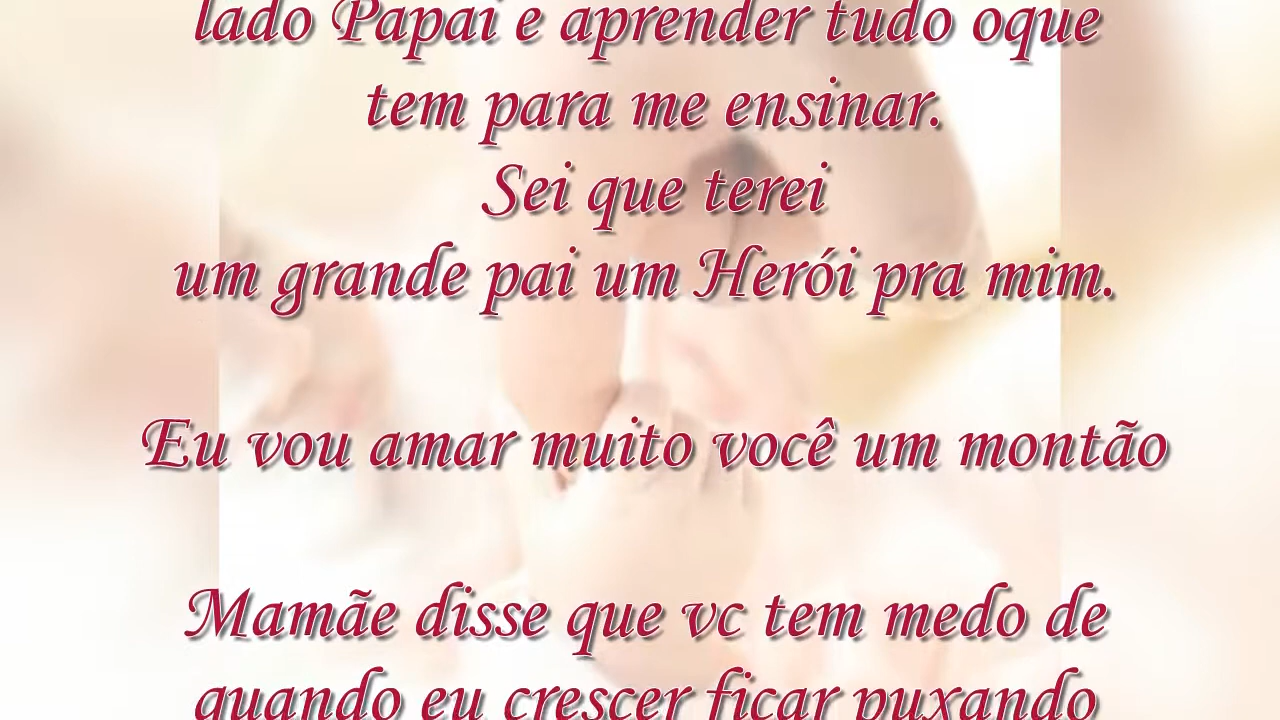 lado Papai e aprender tudo oque
tem para me ensinar.
Sei que terei
um grande pai um Herói pra mim.
Eu vou amar muito você um montão
Mamãe disse que vc tem medo de
quando eu crescer ficar puxando